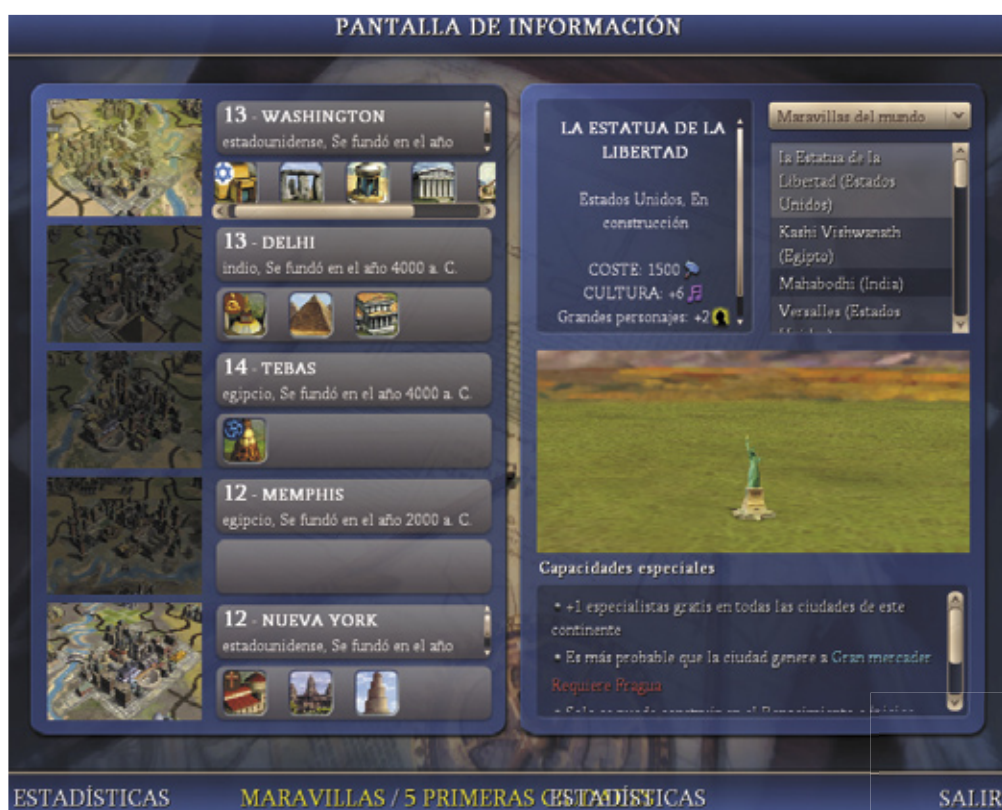 PANTALLA DE INFORMACIÓN
13 - WASHINGTON
estadounidense, Se fundó en el año
13 - DELHI
indio, Se fundó en el año 4000 a. C.
14 - TEBAS
egipcio, Se fundó en el año 4000 a. C.
12 - MEMPHIS
egipcio, Se fundó en el año 2000 a. C.
12 - NUEVA YORK
estadounidense, Se fundó en el año
LA ESTATUA DE LA
LIBERTAD
Estados Unidos, En
construcción
COSTE: 1500
CULTURA: +6
Grandes personajes: +2
Maravillas del mundo
la Estatua de la
Libertad (Estados
Unidos)
Kashi Vishwanath
(Egipto)
Mahabodhi (India)
Versalles (Estados
Capacidades especiales
• +1 especialistas gratis en todas las ciudades de este
continente
• Es más probable que la ciudad genere a Gran mercader
Requiere Fragua
ESTADÍSTICAS
MARAVILLAS / 5 PRIMERAS
ESTADÍSTICAS
SALIR